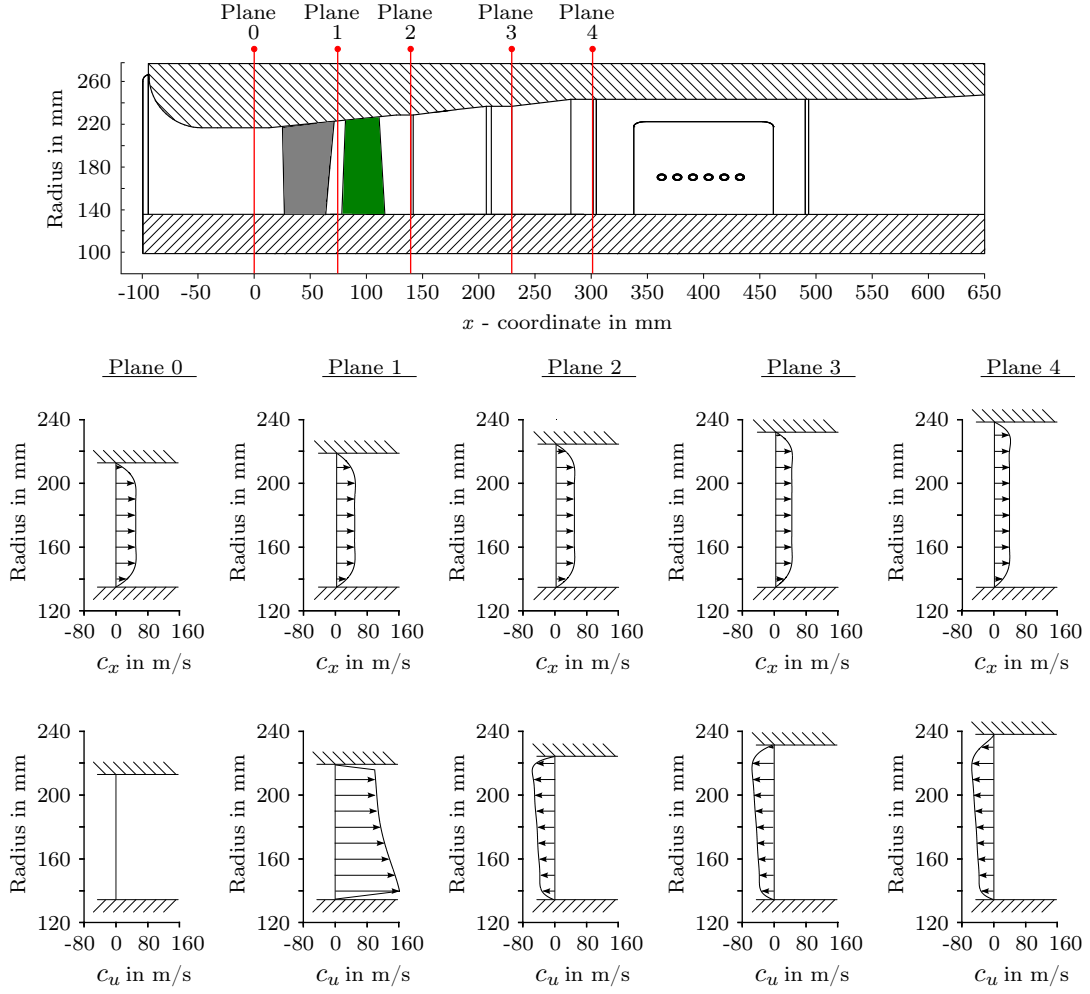 Plane 0
Plane 1
Plane 2
Plane 3
Plane 4
260
220
180
140
100
Radius in mm
-100 -50 0 50 100 150 200 250 300 350 400 450 500 550 600 650
x - coordinate in mm
Plane 0 Plane 1 Plane 2 Plane 3 Plane 4
240 240 240 240 240
200 200 200 200 200
160 160 160 160 160
120 120 120 120 120
Radius in mm Radius in mm Radius in mm Radius in mm Radius in mm
-80 0 80 160 -80 0 80 160 -80 0 80 160 -80 0 80 160 -80 0 80 160
c_x in m/s c_x in m/s c_x in m/s c_x in m/s c_x in m/s
240 240 240 240 240
200 200 200 200 200
160 160 160 160 160
120 120 120 120 120
Radius in mm Radius in mm Radius in mm Radius in mm Radius in mm
-80 0 80 160 -80 0 80 160 -80 0 80 160 -80 0 80 160 -80 0 80 160
c_u in m/s c_u in m/s c_u in m/s c_u in m/s c_u in m/s